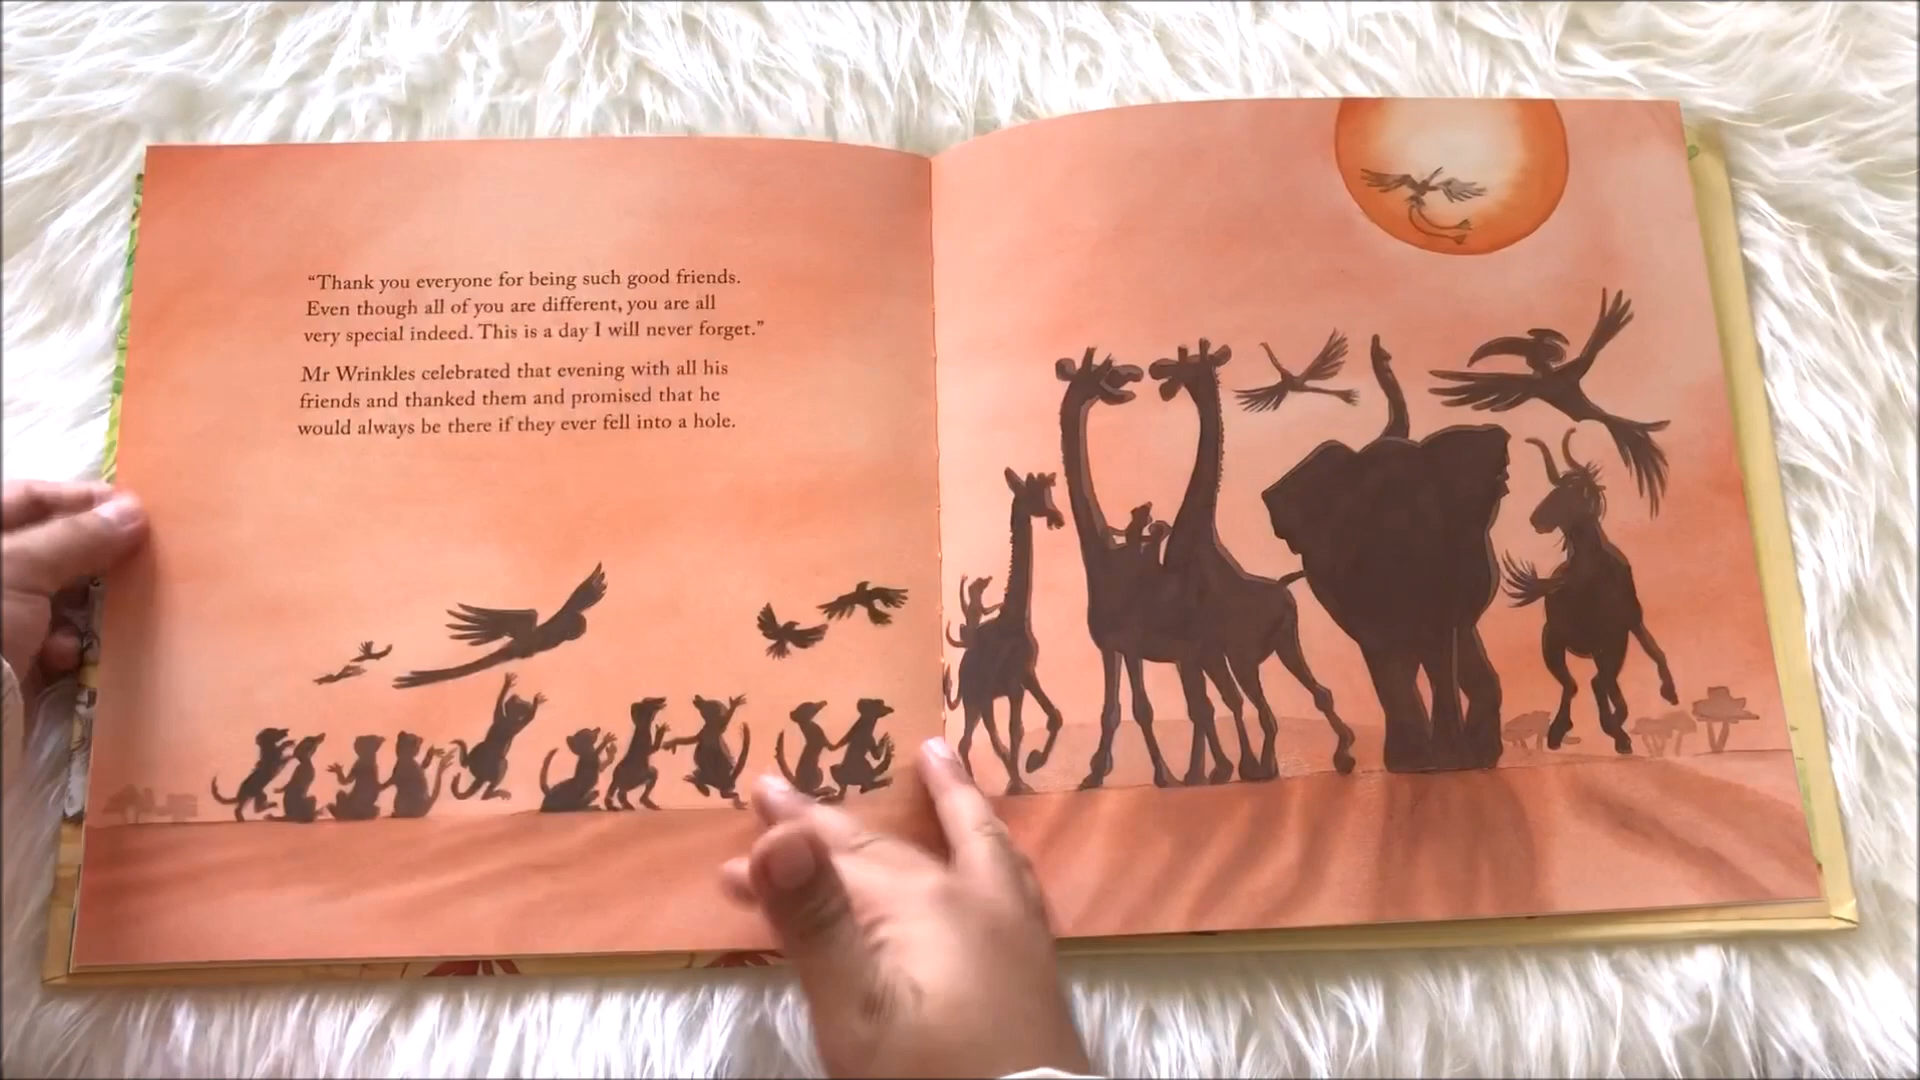 “Thank you everyone for being such good friends.
Even though all of you are different, you are all
very special indeed. This is a day I will never forget.”
Mr Wrinkles celebrated that evening with all his
friends and thanked them and promised that he
would always be there if they ever fell into a hole.